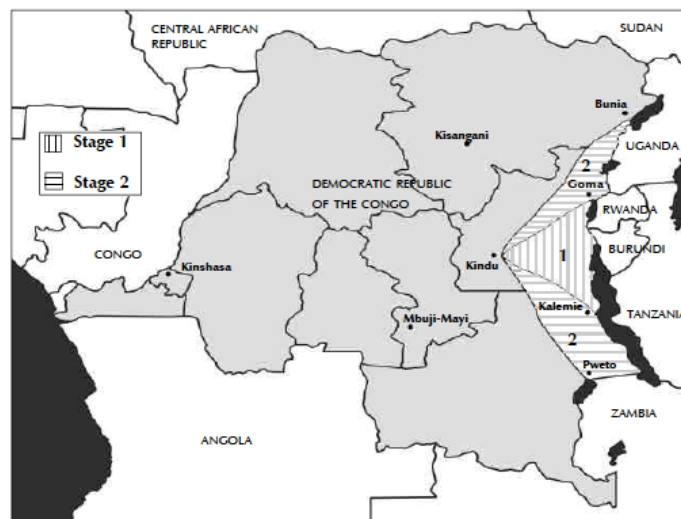 CENTRAL AFRICAN
REPUBLIC
SUDAN
Bunia
Stage 1
Stage 2
Kisangani
UGANDA
2
Goma
DEMOCRATIC REPUBLIC
OF THE CONGO
RWANDA
BURUNDI
1
CONGO
Kinshasa
Kindu
Kalemie
TANZANIA
Mbuji-Mayi
2
Pweto
ZAMBIA
ANGOLA